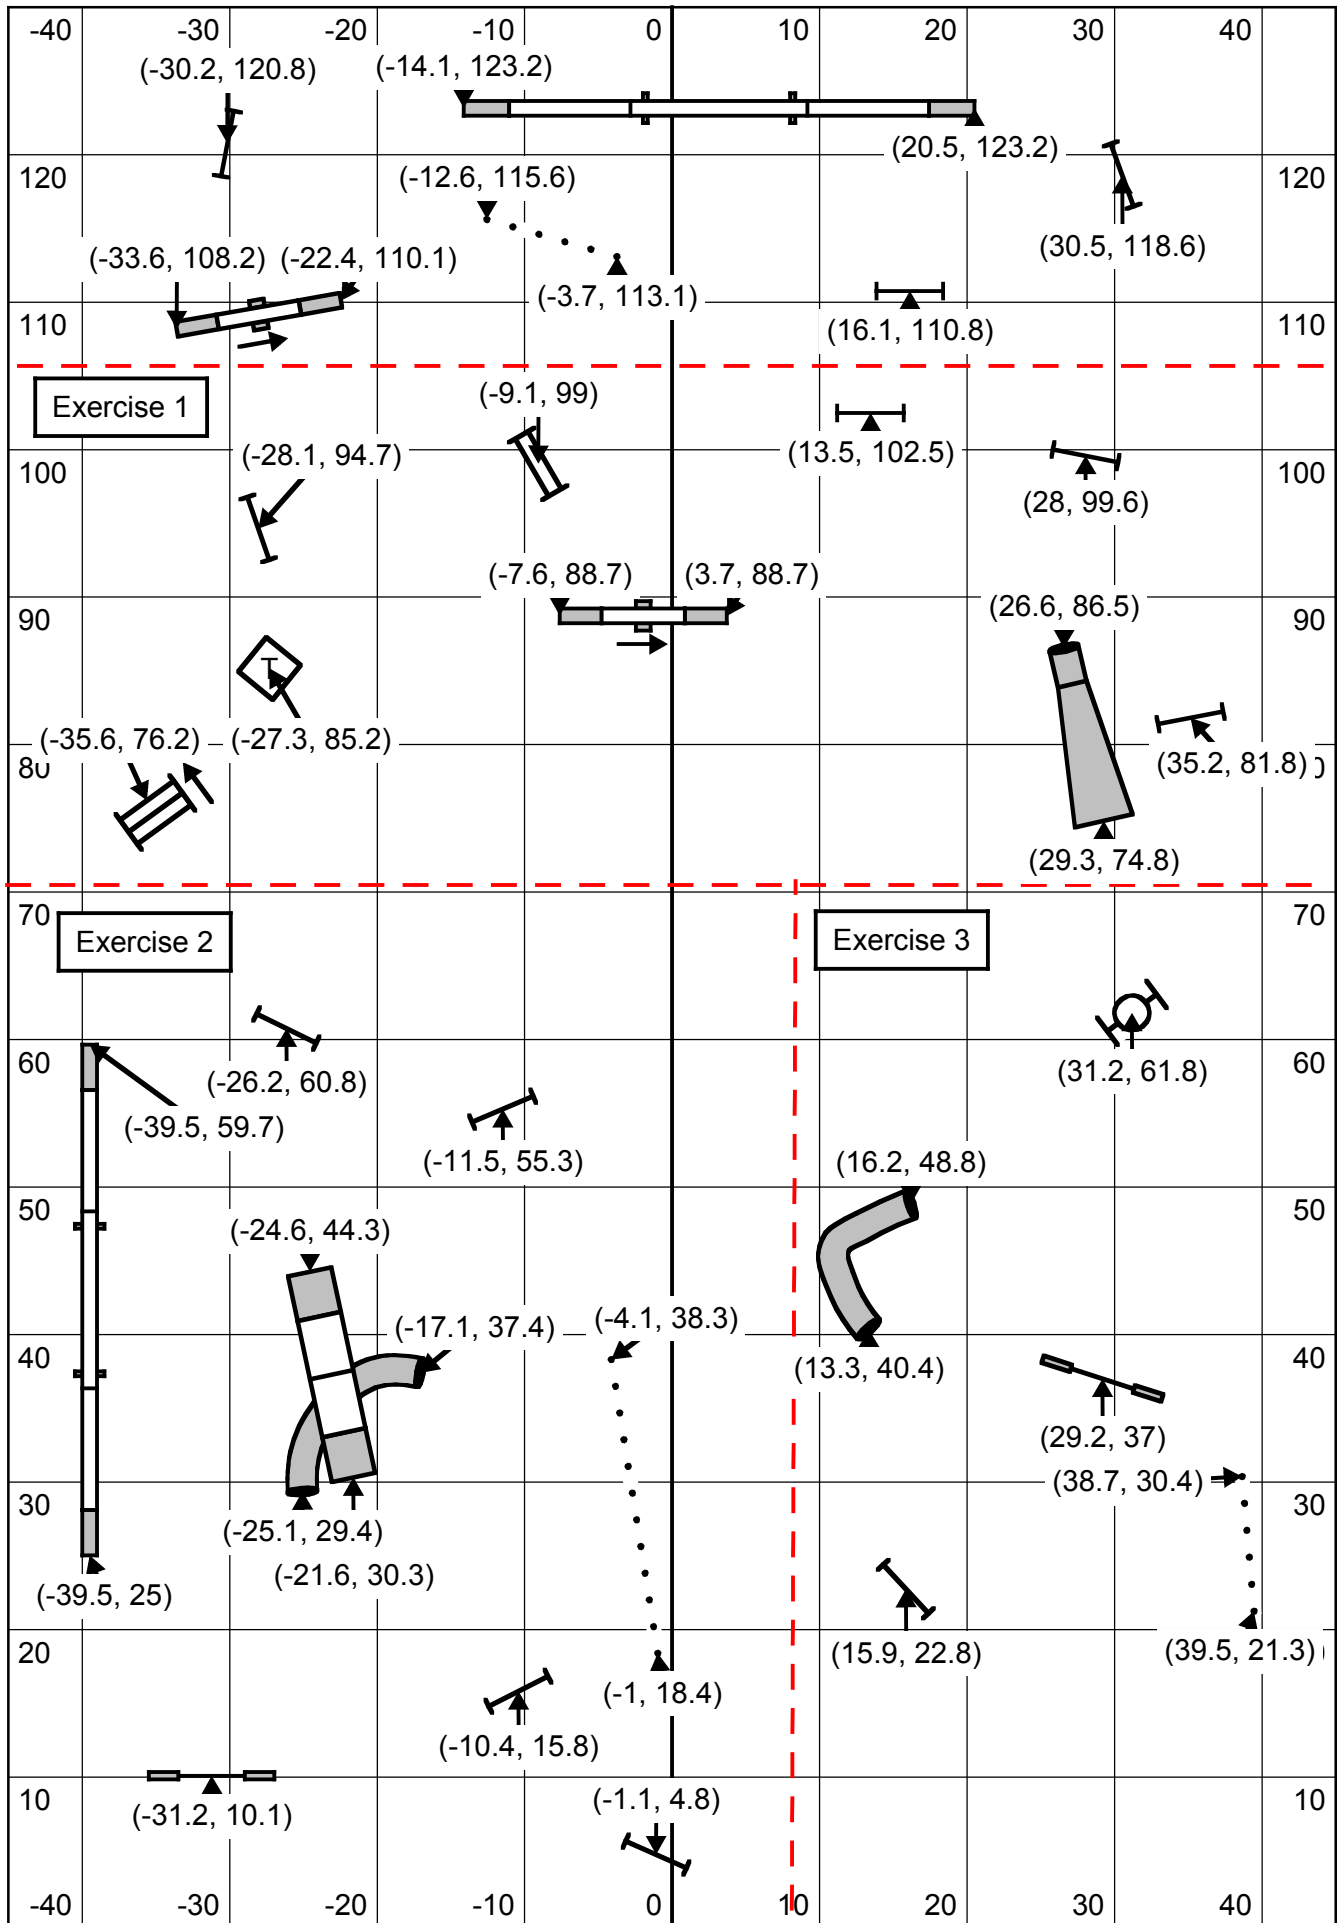 -40 -30 -20 -10 0 10 20 30 40
(-30.2, 120.8) (-14.1, 123.2)
(20.5, 123.2)
120 (-12.6, 115.6) 120
(30.5, 118.6)
(-33.6, 108.2) (-22.4, 110.1)
(-3.7, 113.1)
110 (16.1, 110.8) 110
Exercise 1 (-9.1, 99)
(-28.1, 94.7) (13.5, 102.5)
100 100
(28, 99.6)
(-7.6, 88.7) (3.7, 88.7)
(26.6, 86.5)
90 90
T
(-35.6, 76.2) (-27.3, 85.2)
80 (35.2, 81.8)
(29.3, 74.8)
70 70
Exercise 2 Exercise 3
60 60
(-26.2, 60.8) (31.2, 61.8)
(-39.5, 59.7)
(-11.5, 55.3) (16.2, 48.8)
50 50
(-24.6, 44.3)
(-17.1, 37.4) (-4.1, 38.3)
40 (13.3, 40.4) 40
(29.2, 37)
(38.7, 30.4)
30 30
(-25.1, 29.4)
(-21.6, 30.3)
(-39.5, 25)
20 (15.9, 22.8) (39.5, 21.3)
(-1, 18.4)
(-10.4, 15.8)
10 (-31.2, 10.1) (-1.1, 4.8) 10
-40 -30 -20 -10 0 10 20 30 40